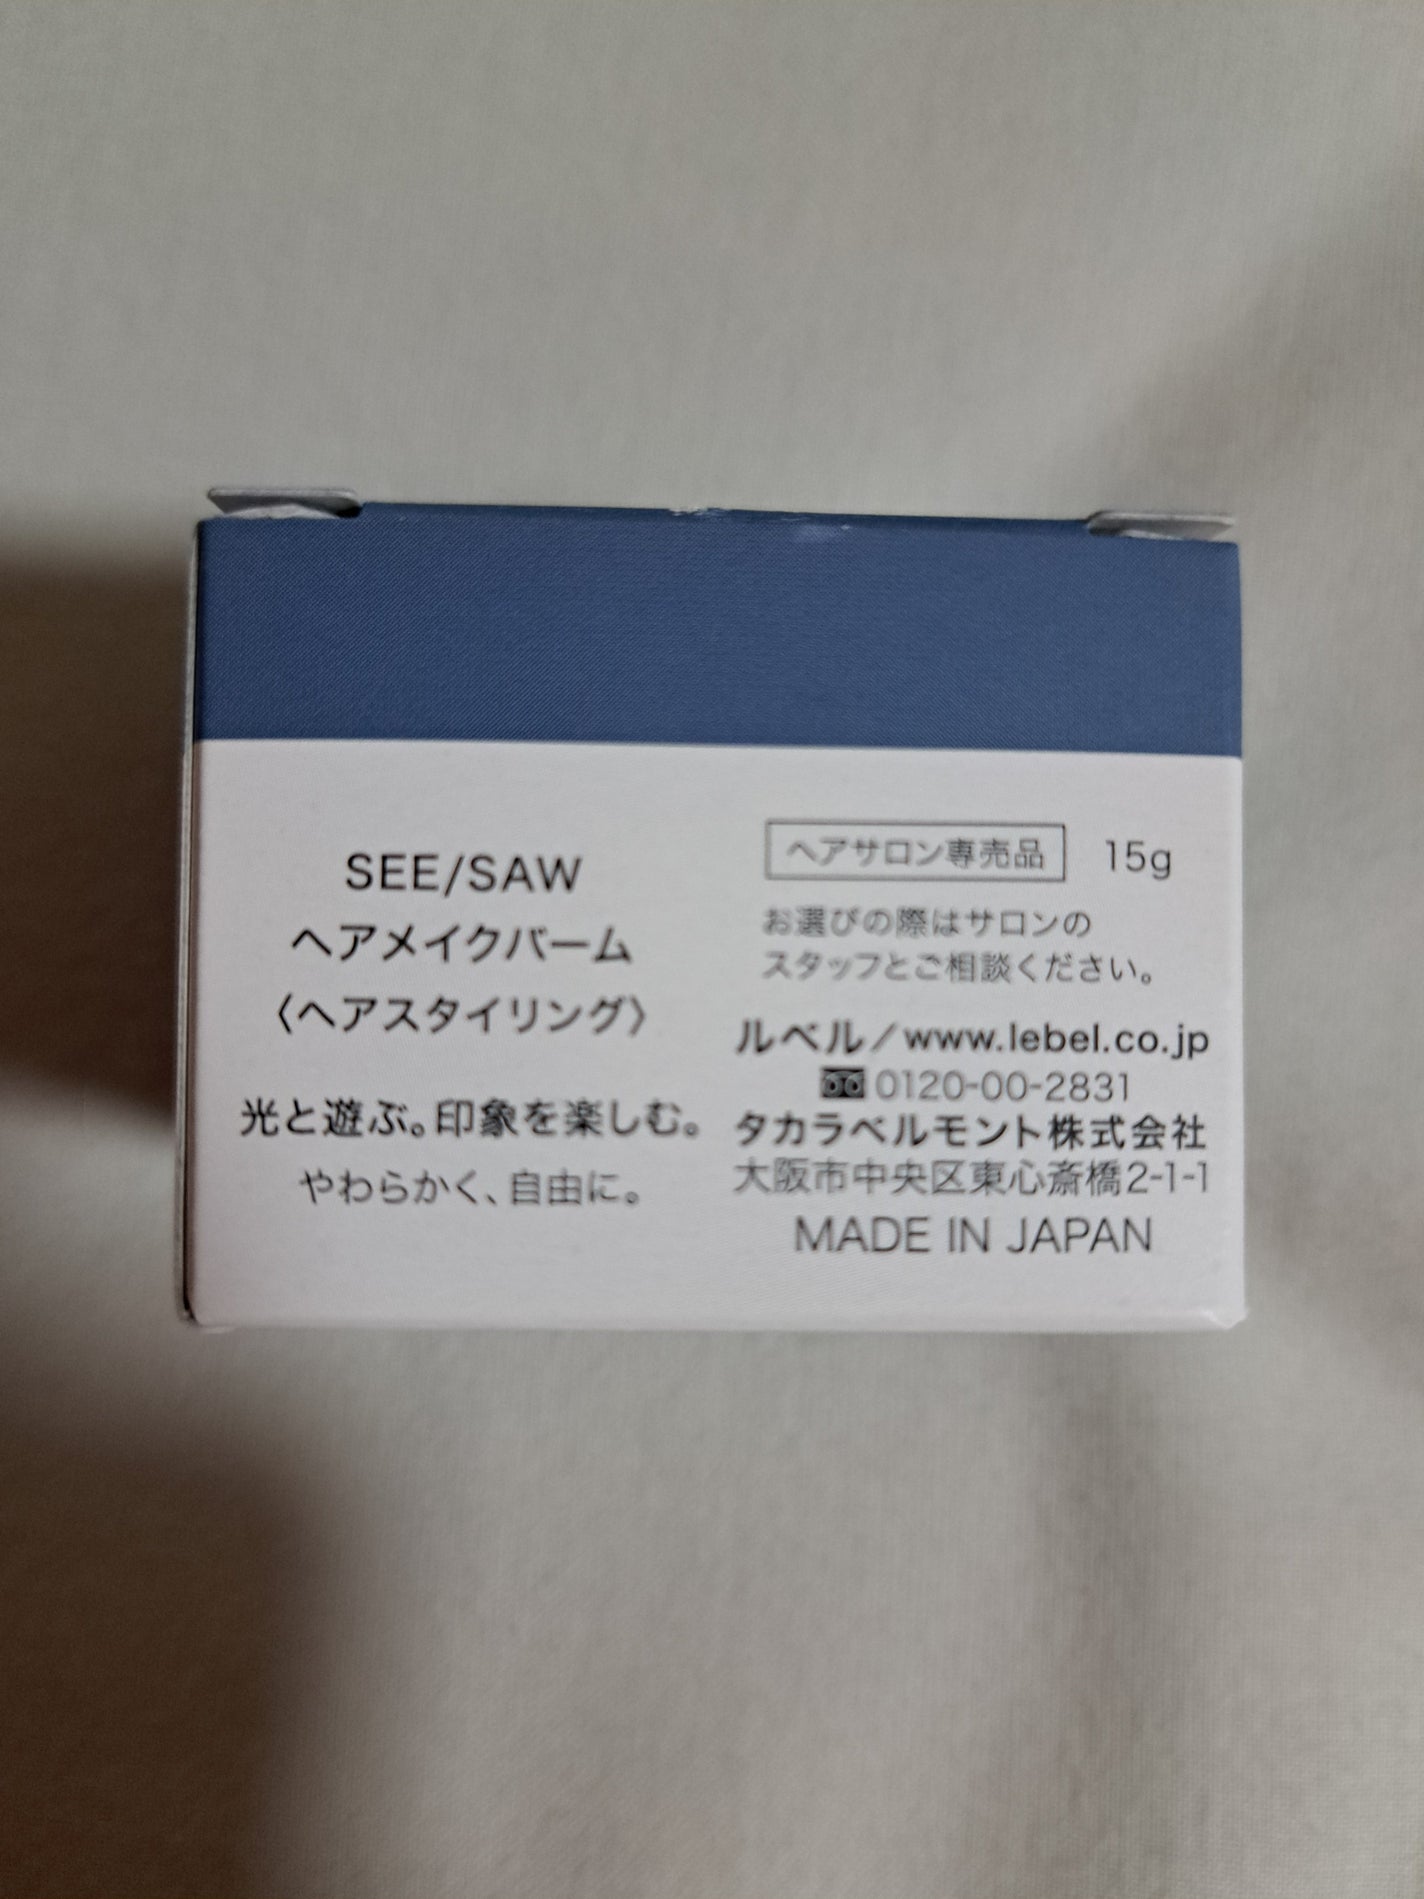 SEE/SAW
ヘアメイクバーム
〈ヘアスタイリング〉
光と遊ぶ。印象を楽しむ。
やわらかく、自由に。
ヘアサロン専売品 15g
お選びの際はサロンの
スタッフとご相談ください。
ルベル/www.lebel.co.jp
0120-00-2831
タカラベルモント株式会社
大阪市中央区東心斎橋2-1-1
MADE IN JAPAN